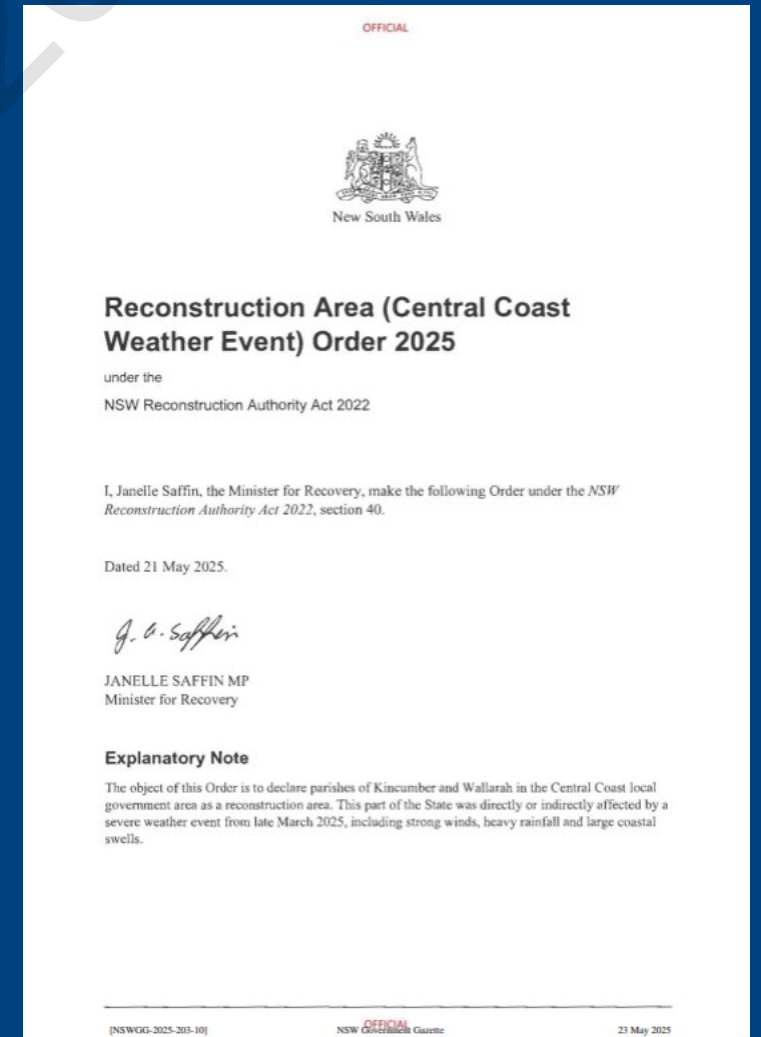 OFFICIAL
New South Wales
Reconstruction Area (Central Coast
Weather Event) Order 2025
under the
NSW Reconstruction Authority Act 2022
I, Janelle Saffin, the Minister for Recovery, make the following Order under the NSW
Reconstruction Authority Act 2022, section 40.
Dated 21 May 2025.
J. A. Saffin
JANELLE SAFFIN MP
Minister for Recovery
Explanatory Note
The object of this Order is to declare parishes of Kincumber and Wallarah in the Central Coast local
government area as a reconstruction area. This part of the State was directly or indirectly affected by a
severe weather event from late March 2025, including strong winds, heavy rainfall and large coastal
swells.
[NSWGG-2025-203-10] NSW Government Gazette 23 May 2025
OFFICIAL